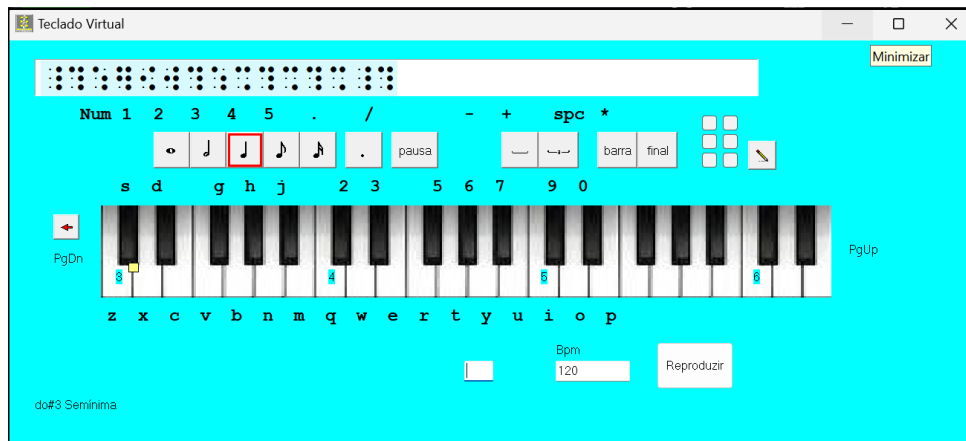 Teclado Virtual
Minimizar
Num 1 2 3 4 5 . / - + spc *
. pausa barra final
s d g h j 2 3 5 6 7 9 0
PgDn
PgUp
3 4 5 6
z x c v b n m q w e r t y u i o p
Bpm
120
Reproduzir
do#3 Semínima